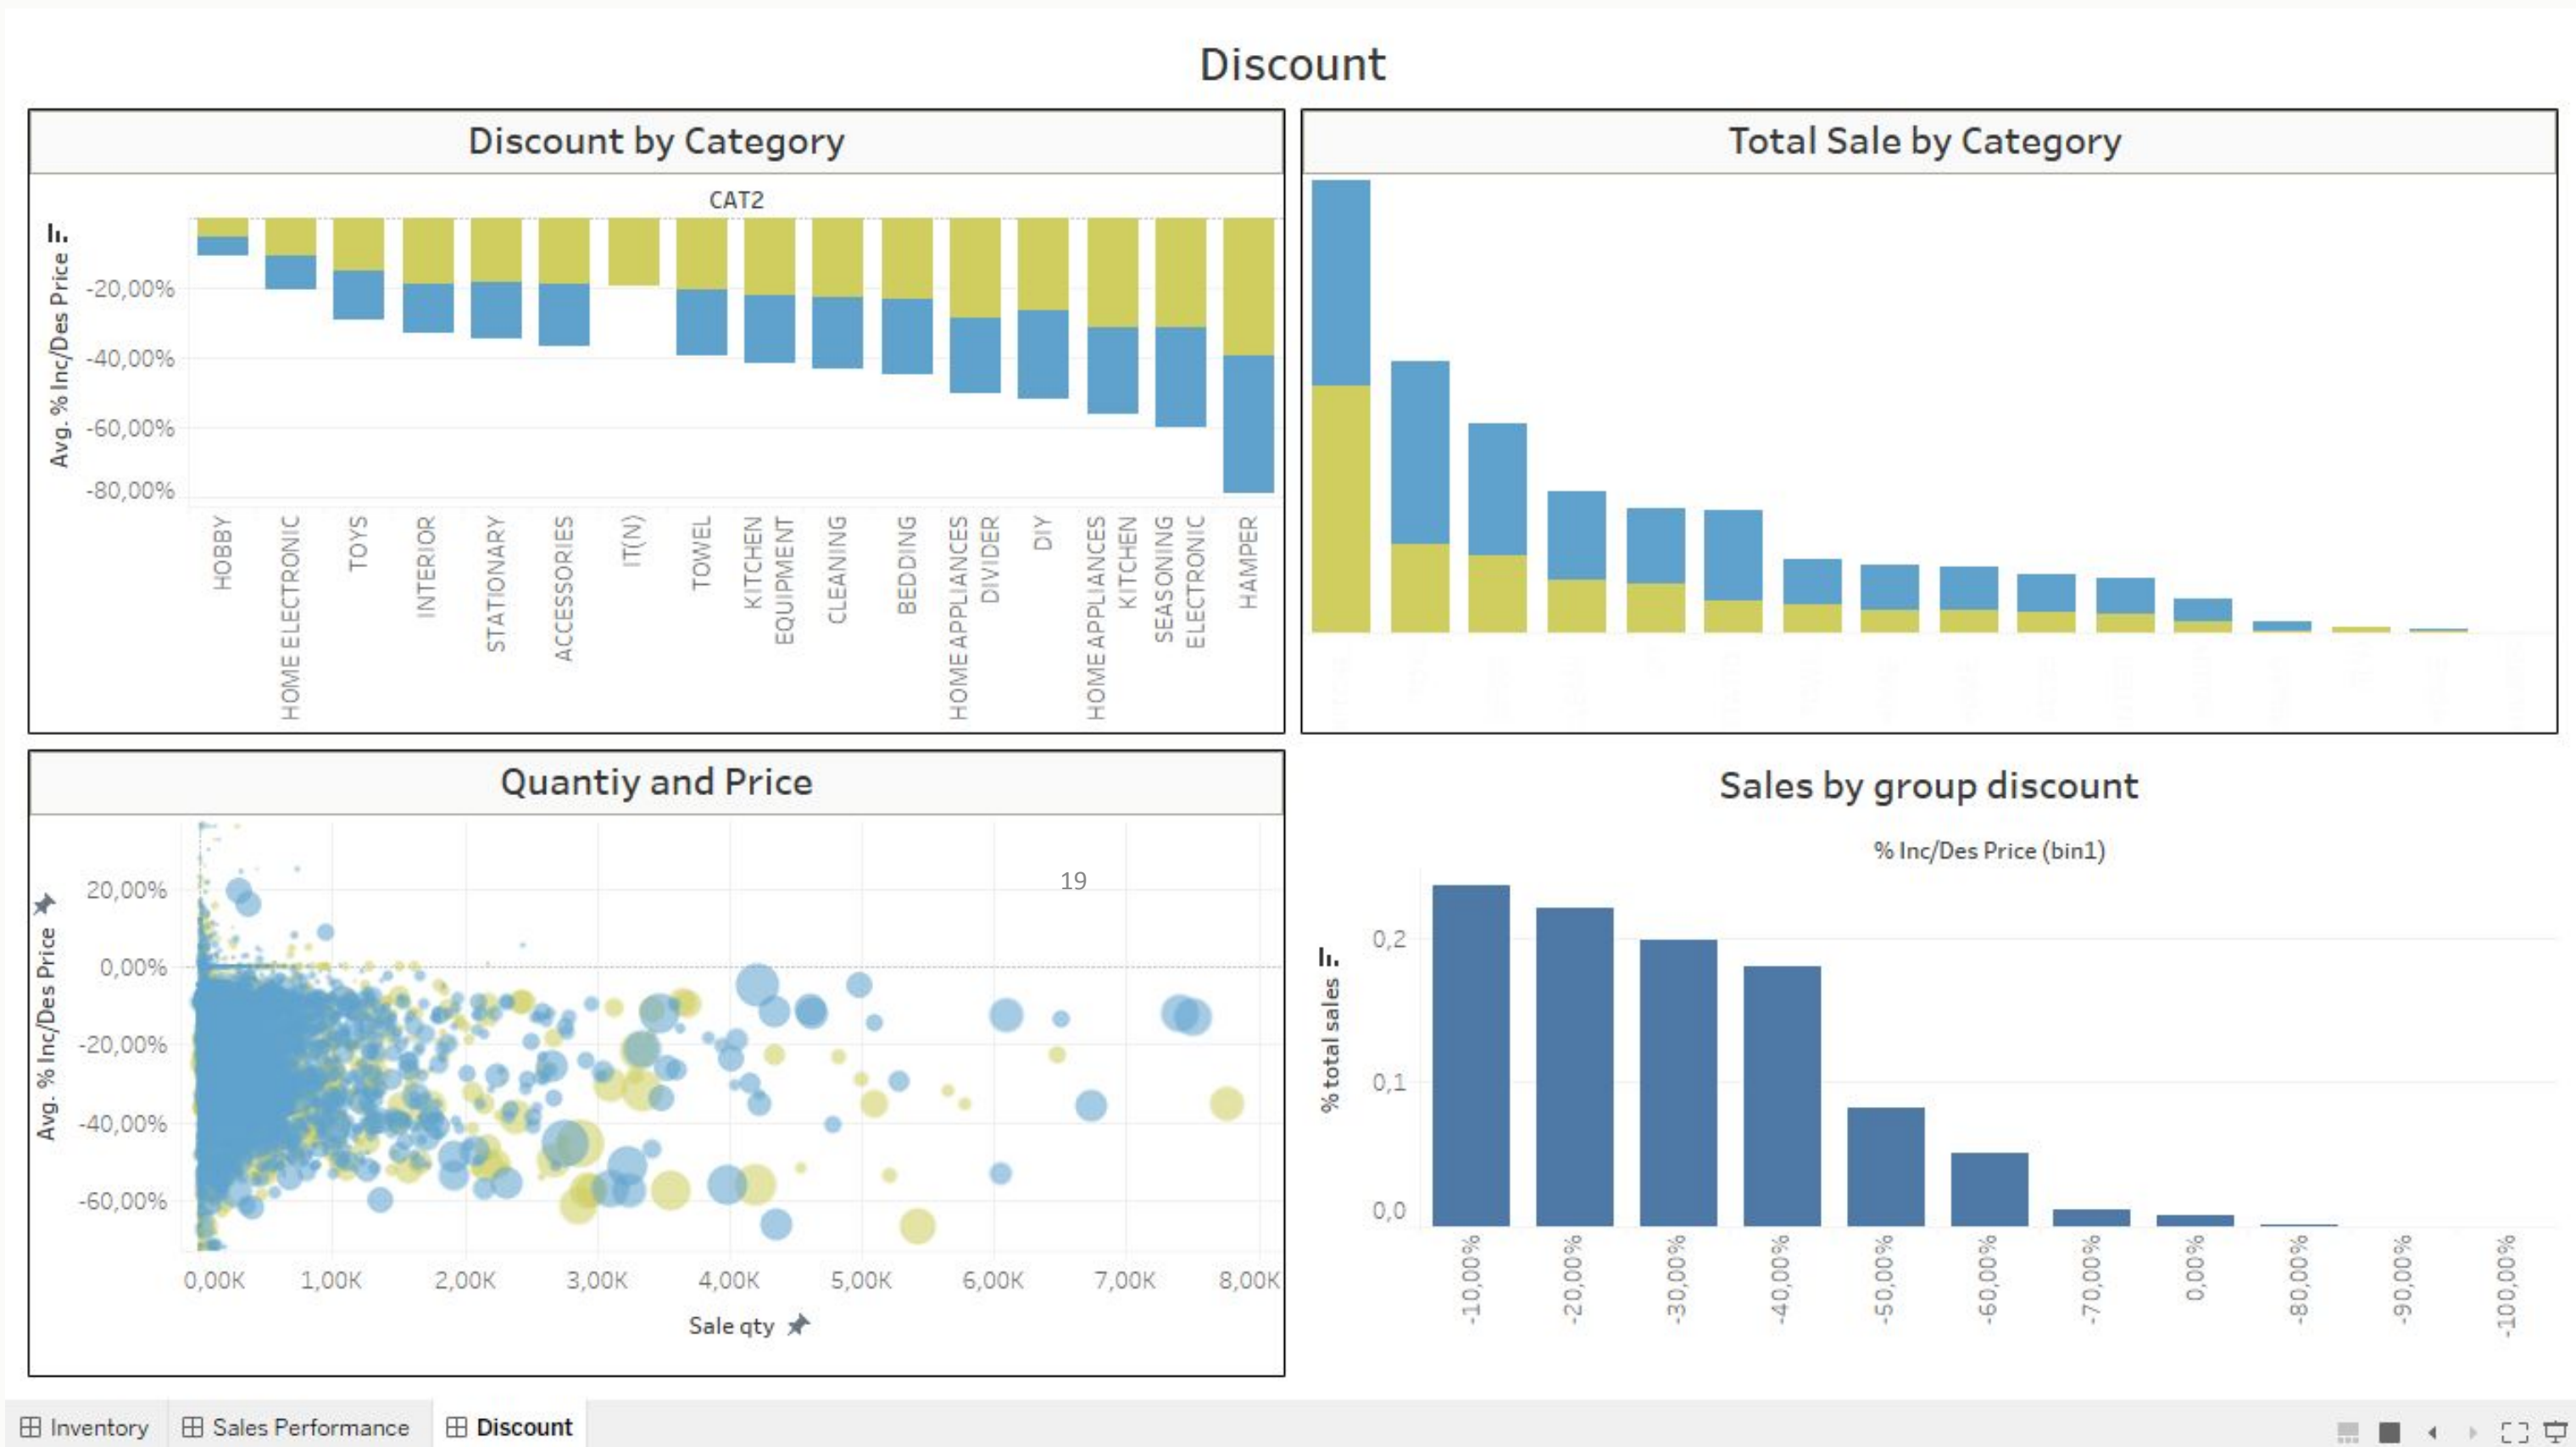 Discount
Discount by Category
CAT2
Avg. % Inc/Des Price
-20,00%
-40,00%
-60,00%
-80,00%
HOBBY
HOME ELECTRONIC
TOYS
INTERIOR
STATIONARY
ACCESSORIES
IT(N)
TOWEL
KITCHEN
EQUIPMENT
CLEANING
BEDDING
HOME APPLIANCES
DIVIDER
DIY
HOME APPLIANCES
KITCHEN
SEASONING
ELECTRONIC
HAMPER
Total Sale by Category
Quantiy and Price
Avg. % Inc/Des Price
20,00%
0,00%
-20,00%
-40,00%
-60,00%
19
0,00K
1,00K
2,00K
3,00K
4,00K
5,00K
6,00K
7,00K
8,00K
Sale qty
Sales by group discount
% Inc/Des Price (bin1)
% total sales
0,2
0,1
0,0
-10,00%
-20,00%
-30,00%
-40,00%
-50,00%
-60,00%
-70,00%
0,00%
-80,00%
-90,00%
-100,00%
Inventory
Sales Performance
Discount